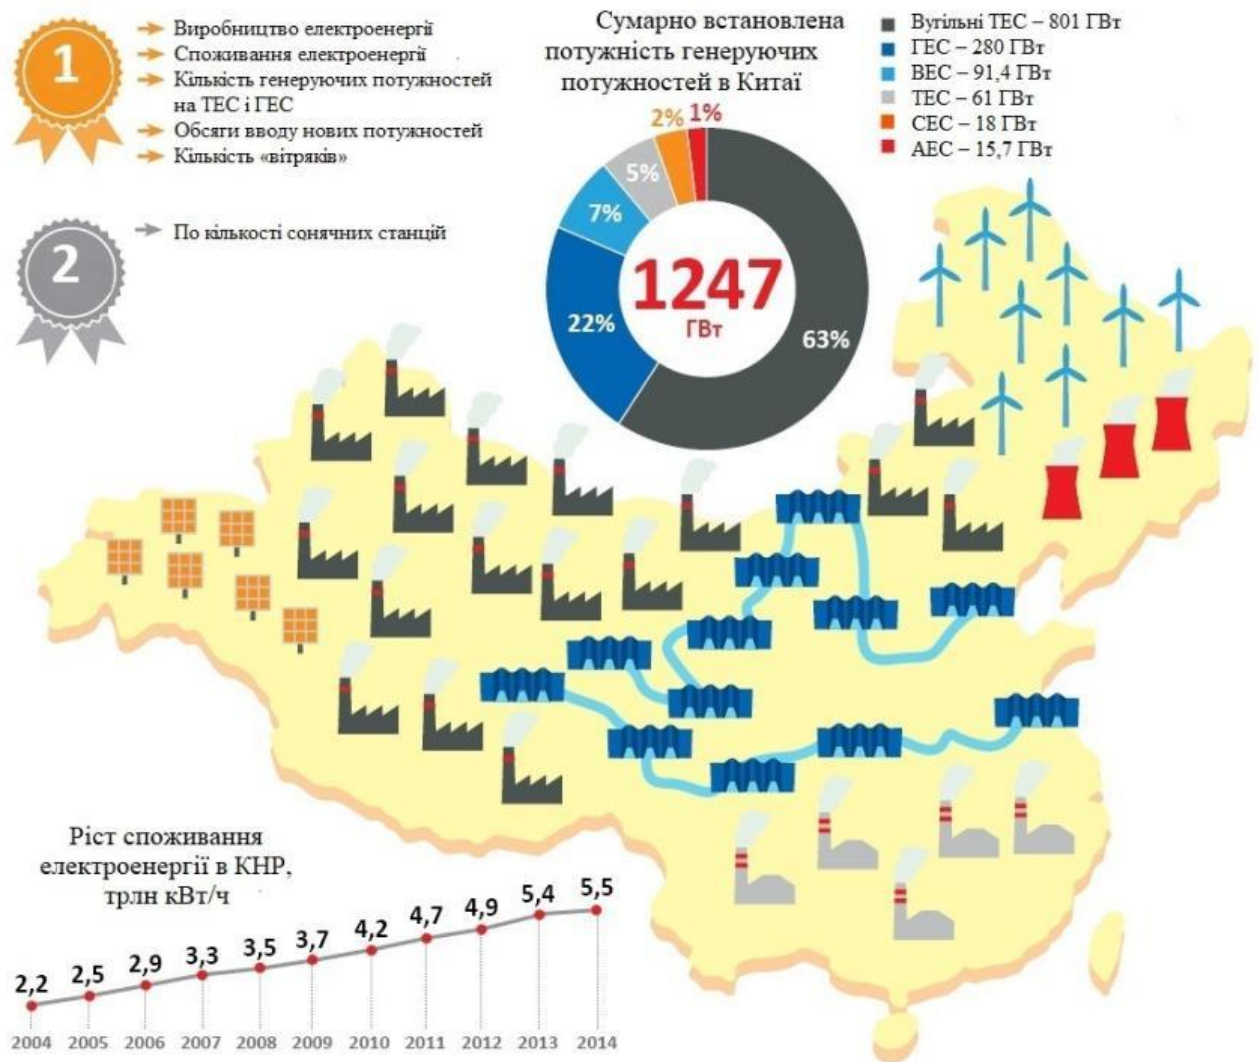 1
Виробництво електроенергії
Споживання електроенергії
Кількість генеруючих потужностей
на ТЕС і ГЕС
Обсяги вводу нових потужностей
Кількість «вітряків»
2
По кількості сонячних станцій
Сумарно встановлена
потужність генеруючих
потужностей в Китаї
2% 1%
5%
7%
22%
63%
1247
ГВт
Вугільні ТЕС – 801 ГВт
ГЕС – 280 ГВт
ВЕС – 91,4 ГВт
ТЕС – 61 ГВт
СЕС – 18 ГВт
АЕС – 15,7 ГВт
Ріст споживання
електроенергії в КНР,
трлн кВт/ч
2,2 2,5 2,9 3,3 3,5 3,7 4,2 4,7 4,9 5,4 5,5
2004 2005 2006 2007 2008 2009 2010 2011 2012 2013 2014